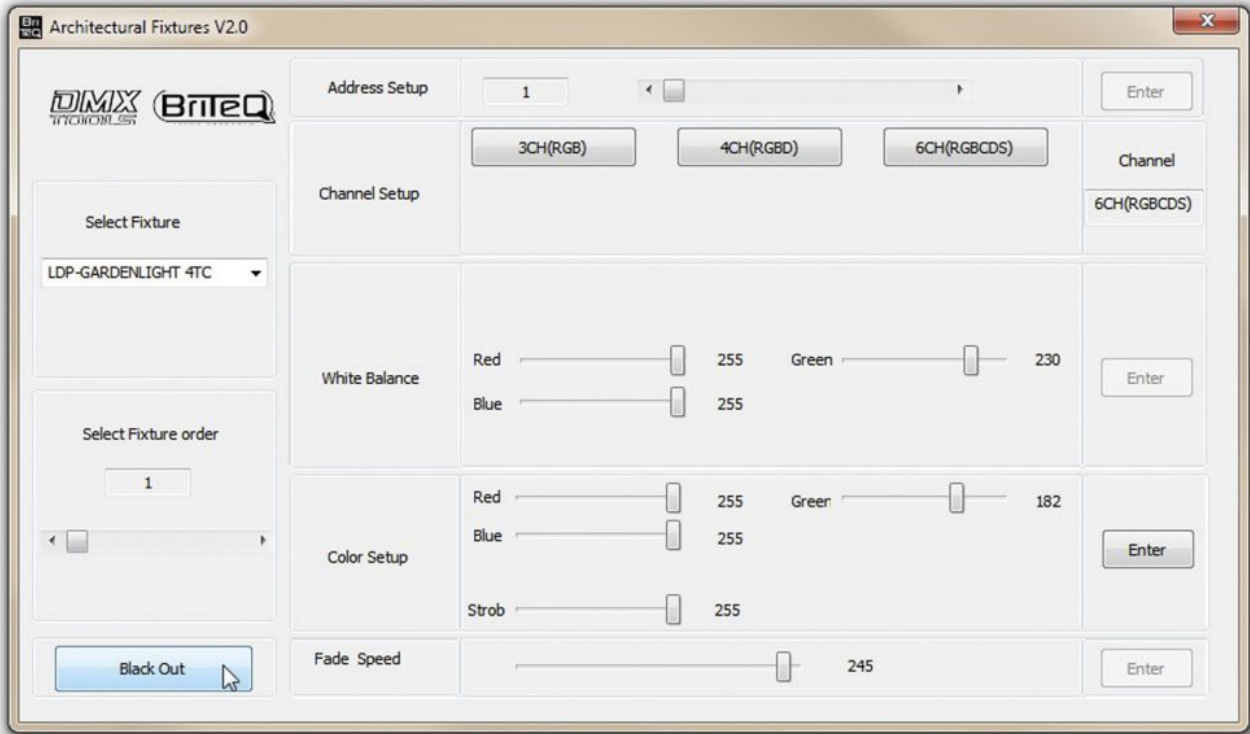 Bri
TEQ
Architectural Fixtures V2.0
X
DMX
TOOLS
BRITEQ
Select Fixture
LDP-GARDENLIGHT 4TC
Select Fixture order
1
Black Out
Address Setup
1
Enter
Channel Setup
3CH(RGB)
4CH(RGBD)
6CH(RGBCDS)
Channel
6CH(RGBCDS)
White Balance
Red 255 Green 230
Blue 255
Enter
Color Setup
Red 255 Green 182
Blue 255
Strob 255
Enter
Fade Speed
245
Enter